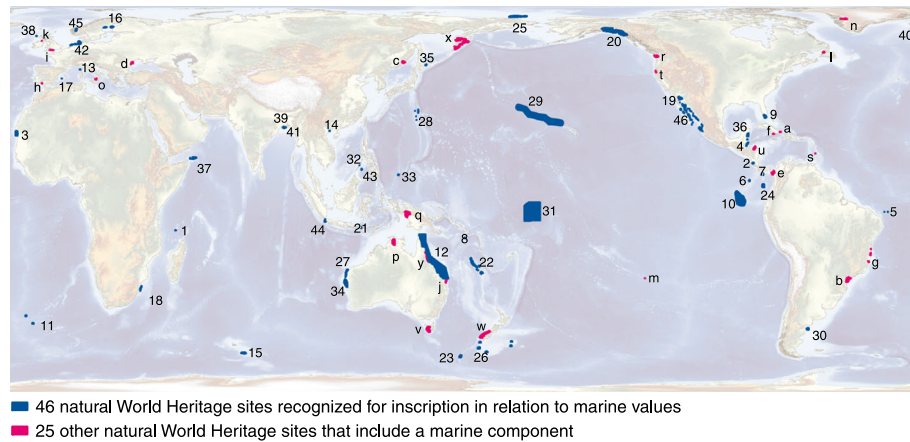 45 16 25 x 20 n 40
38 k
42
i d c 35 r l
13 t
h 17 o
29 19 9
39 28 46 36 f a
3 41 14 4 u
37 32 43 33 2 s
6 7 e
10 24
q 31 5
44 21 8
1 p 12 22
y g
27 m b
18 34 j
11 v w 30
15 23 26
46 natural World Heritage sites recognized for inscription in relation to marine values
25 other natural World Heritage sites that include a marine component